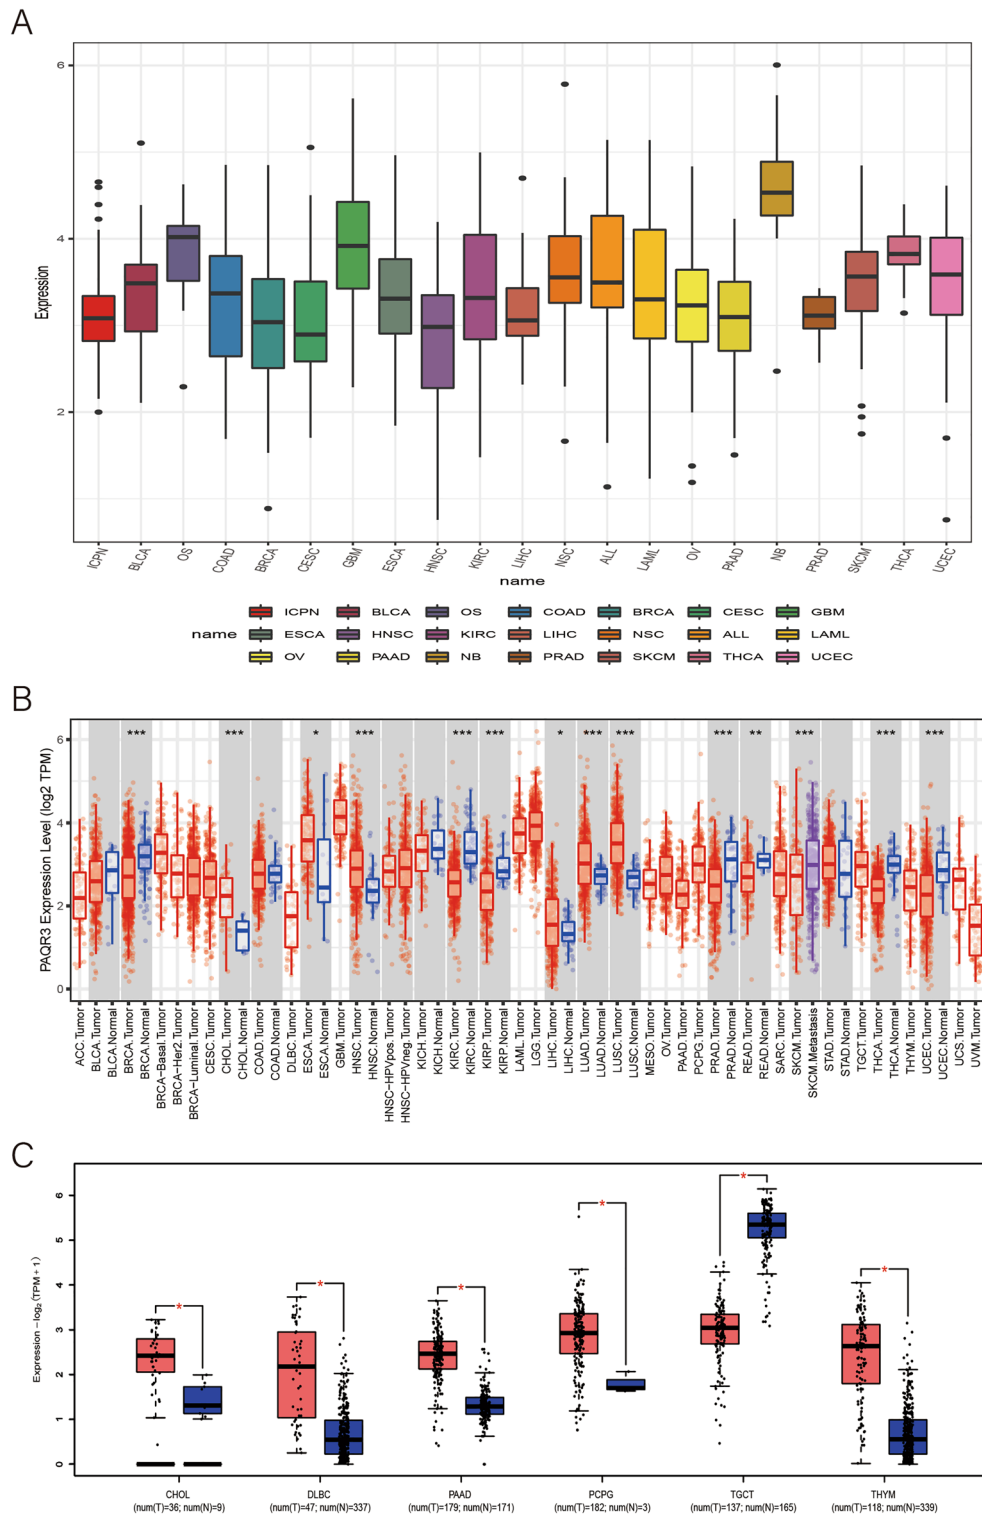 A
6
4
2
Expression
ICPN
BLCA
OS
COAD
BRCA
CESC
GBM
ESCA
HNSC
KIRC
LIHC
NSC
ALL
LAML
OV
PAAD
NB
PRAD
SKCM
THCA
UCEC
name
name
ICPN BLCA OS COAD BRCA CESC GBM
ESCA HNSC KIRC LIHC NSC ALL LAML
OV PAAD NB PRAD SKCM THCA UCEC
B
*** *** * *** *** *** * *** *** *** ** *** *** ***
6
4
2
0
PAQR3 Expression Level (log2 TPM)
ACC.Tumor
BLCA.Tumor
BLCA.Normal
BRCA.Tumor
BRCA.Normal
BRCA−Basal.Tumor
BRCA−Her2.Tumor
BRCA−Luminal.Tumor
CESC.Tumor
CHOL.Tumor
CHOL.Normal
COAD.Tumor
COAD.Normal
DLBC.Tumor
ESCA.Tumor
ESCA.Normal
GBM.Tumor
HNSC.Tumor
HNSC.Normal
HNSC−HPVpos.Tumor
HNSC−HPVneg.Tumor
KICH.Tumor
KICH.Normal
KIRC.Tumor
KIRC.Normal
KIRP.Tumor
KIRP.Normal
LAML.Tumor
LGG.Tumor
LIHC.Tumor
LIHC.Normal
LUAD.Tumor
LUAD.Normal
LUSC.Tumor
LUSC.Normal
MESO.Tumor
OV.Tumor
PAAD.Tumor
PCPG.Tumor
PRAD.Tumor
PRAD.Normal
READ.Tumor
READ.Normal
SARC.Tumor
SKCM.Tumor
SKCM.Metastasis
STAD.Tumor
STAD.Normal
TGCT.Tumor
THCA.Tumor
THCA.Normal
THYM.Tumor
UCEC.Tumor
UCEC.Normal
UCS.Tumor
UVM.Tumor
C
6
5
4
3
2
1
0
Expression − log₂ (TPM + 1)
* * * * * *
CHOL DLBC PAAD PCPG TGCT THYM
(num(T)=36; num(N)=9) (num(T)=47; num(N)=337) (num(T)=179; num(N)=171) (num(T)=182; num(N)=3) (num(T)=137; num(N)=165) (num(T)=118; num(N)=339)